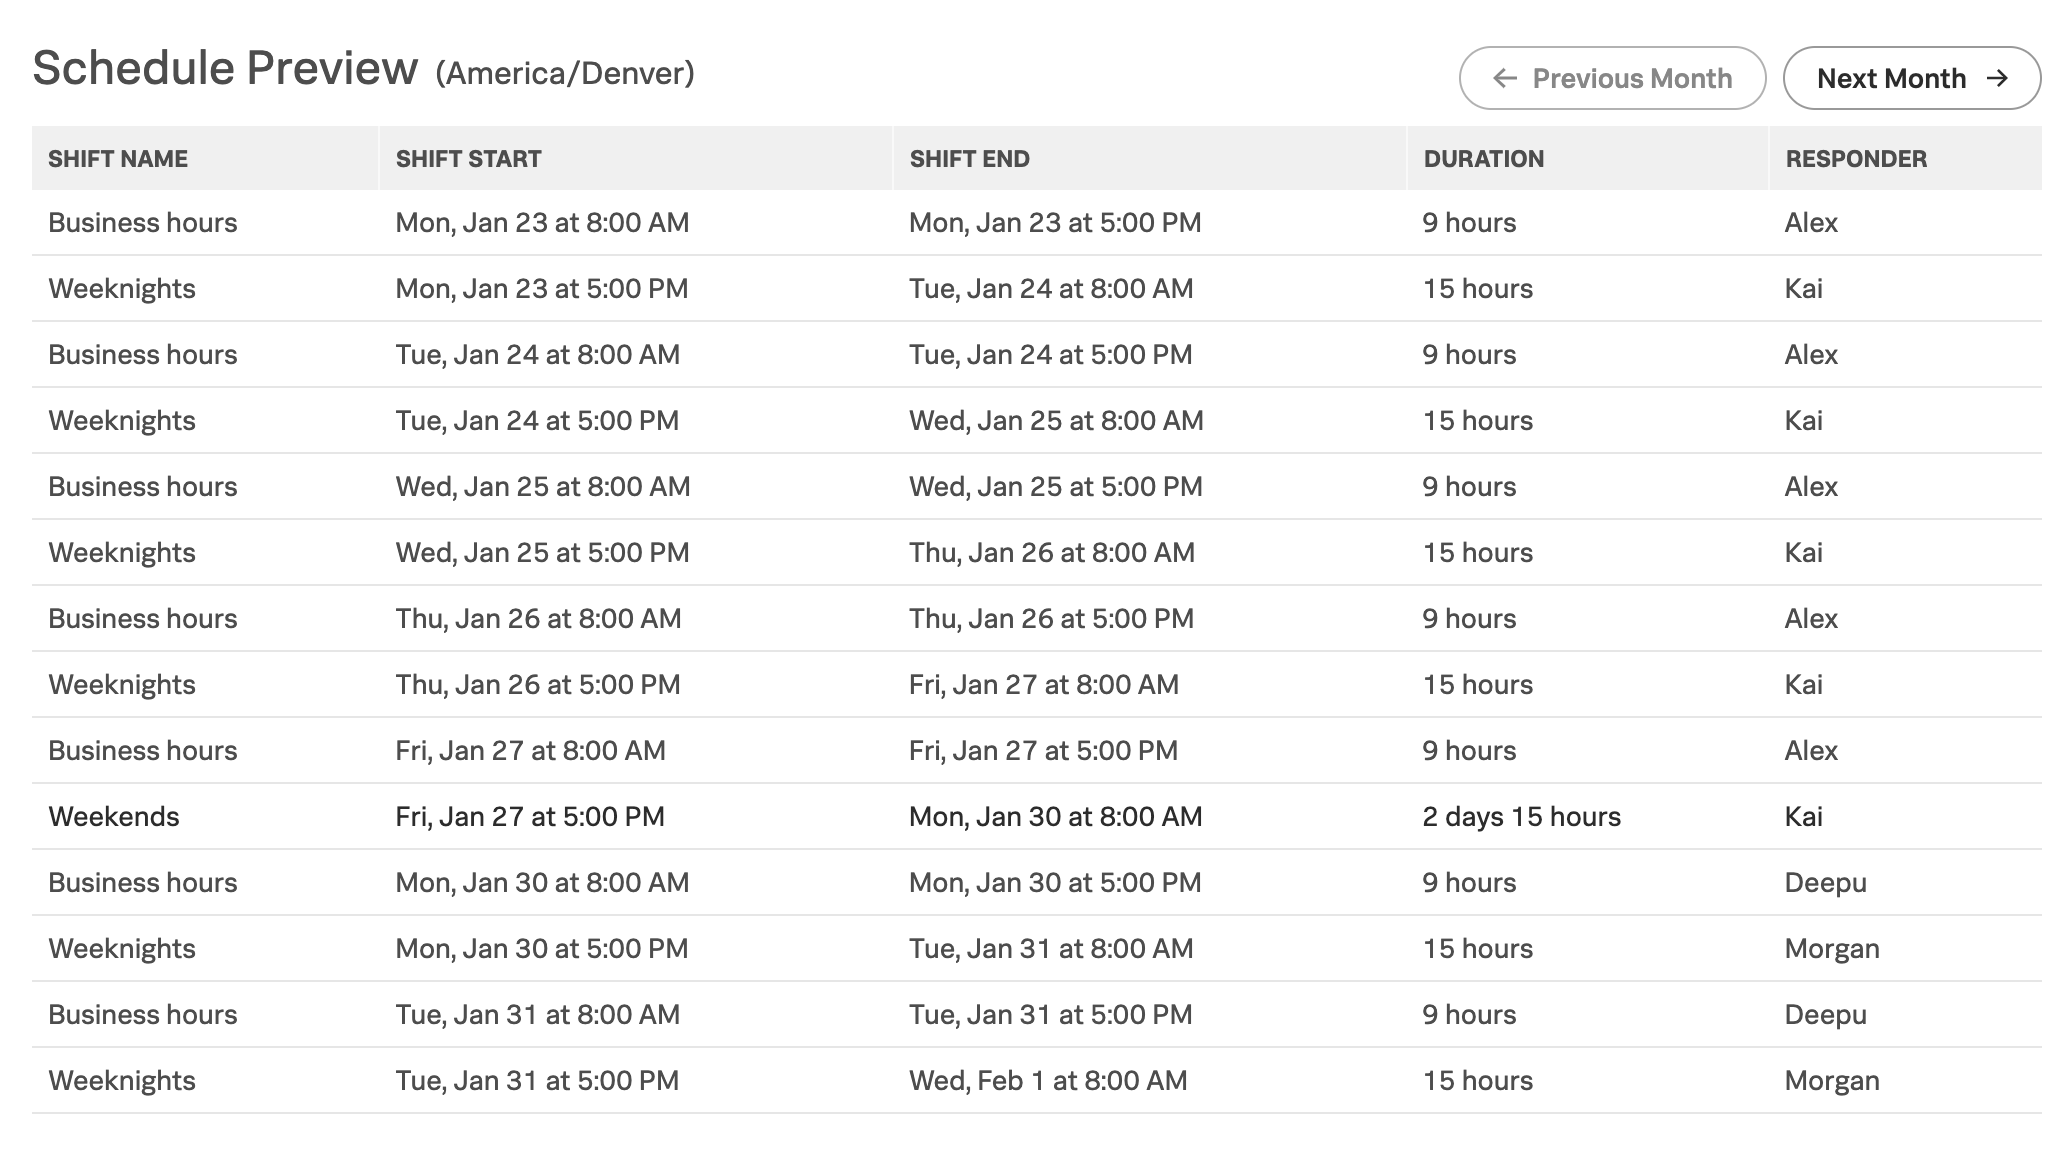 Schedule Preview (America/Denver)
← Previous Month
Next Month →
SHIFT NAME SHIFT START SHIFT END DURATION RESPONDER
Business hours Mon, Jan 23 at 8:00 AM Mon, Jan 23 at 5:00 PM 9 hours Alex
Weeknights Mon, Jan 23 at 5:00 PM Tue, Jan 24 at 8:00 AM 15 hours Kai
Business hours Tue, Jan 24 at 8:00 AM Tue, Jan 24 at 5:00 PM 9 hours Alex
Weeknights Tue, Jan 24 at 5:00 PM Wed, Jan 25 at 8:00 AM 15 hours Kai
Business hours Wed, Jan 25 at 8:00 AM Wed, Jan 25 at 5:00 PM 9 hours Alex
Weeknights Wed, Jan 25 at 5:00 PM Thu, Jan 26 at 8:00 AM 15 hours Kai
Business hours Thu, Jan 26 at 8:00 AM Thu, Jan 26 at 5:00 PM 9 hours Alex
Weeknights Thu, Jan 26 at 5:00 PM Fri, Jan 27 at 8:00 AM 15 hours Kai
Business hours Fri, Jan 27 at 8:00 AM Fri, Jan 27 at 5:00 PM 9 hours Alex
Weekends Fri, Jan 27 at 5:00 PM Mon, Jan 30 at 8:00 AM 2 days 15 hours Kai
Business hours Mon, Jan 30 at 8:00 AM Mon, Jan 30 at 5:00 PM 9 hours Deepu
Weeknights Mon, Jan 30 at 5:00 PM Tue, Jan 31 at 8:00 AM 15 hours Morgan
Business hours Tue, Jan 31 at 8:00 AM Tue, Jan 31 at 5:00 PM 9 hours Deepu
Weeknights Tue, Jan 31 at 5:00 PM Wed, Feb 1 at 8:00 AM 15 hours Morgan